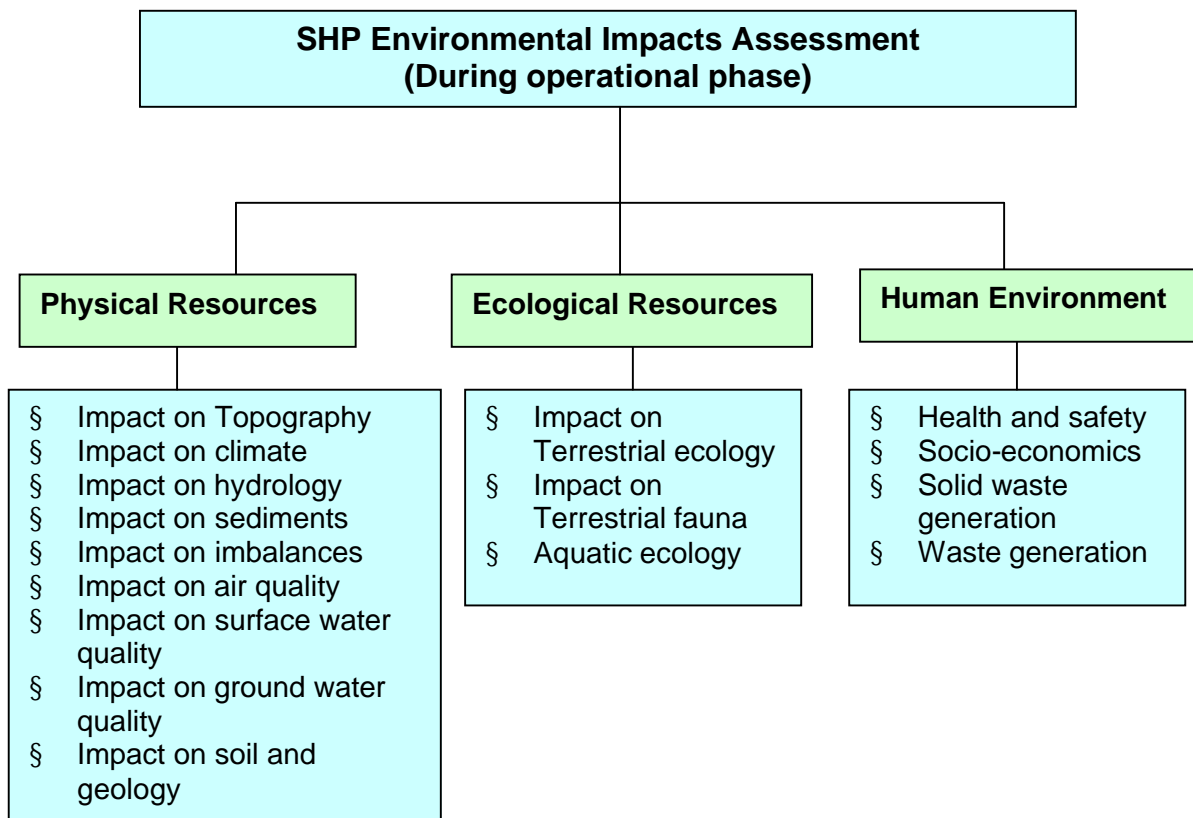 SHP Environmental Impacts Assessment
(During operational phase)
Physical Resources
§ Impact on Topography
§ Impact on climate
§ Impact on hydrology
§ Impact on sediments
§ Impact on imbalances
§ Impact on air quality
§ Impact on surface water
quality
§ Impact on ground water
quality
§ Impact on soil and
geology
Ecological Resources
§ Impact on
Terrestrial ecology
§ Impact on
Terrestrial fauna
§ Aquatic ecology
Human Environment
§ Health and safety
§ Socio-economics
§ Solid waste
generation
§ Waste generation